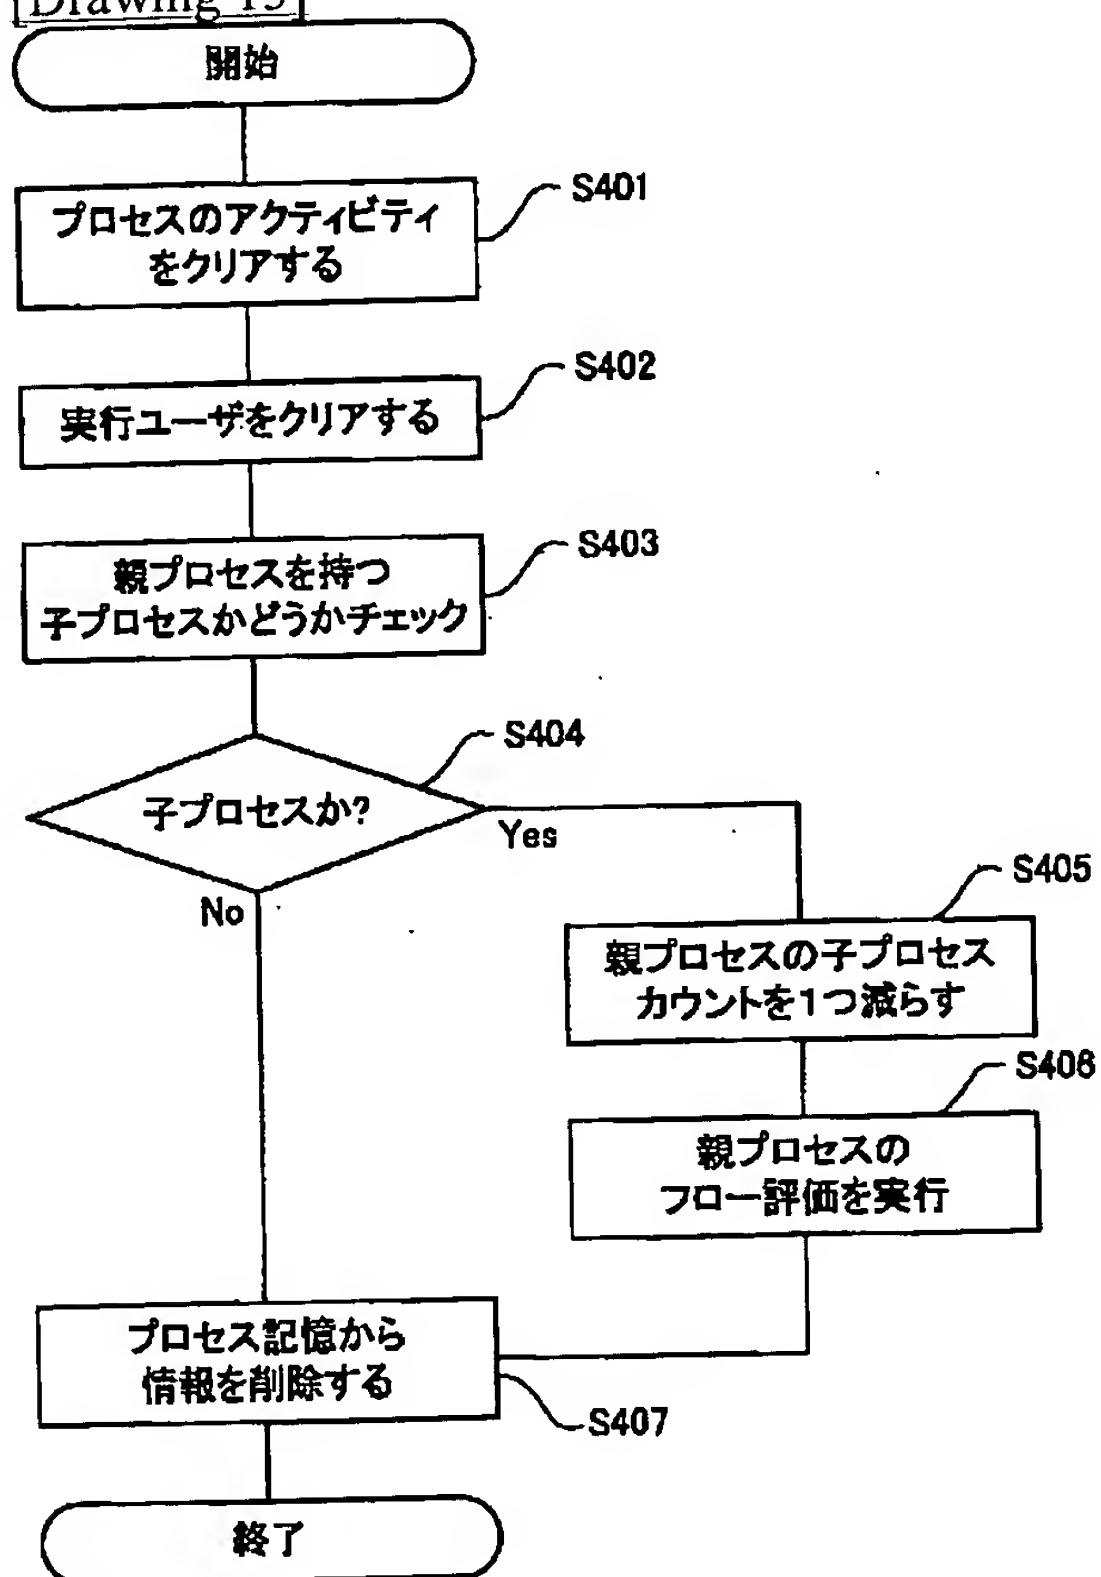 [Drawing 15]
開始
S401
プロセスのアクティビティ
をクリアする
S402
実行ユーザをクリアする
S403
親プロセスを持つ
子プロセスかどうかチェック
S404
子プロセスか?
Yes
No
S405
親プロセスの子プロセス
カウントを1つ減らす
S406
親プロセスの
フロー評価を実行
プロセス記憶から
情報を削除する
S407
終了